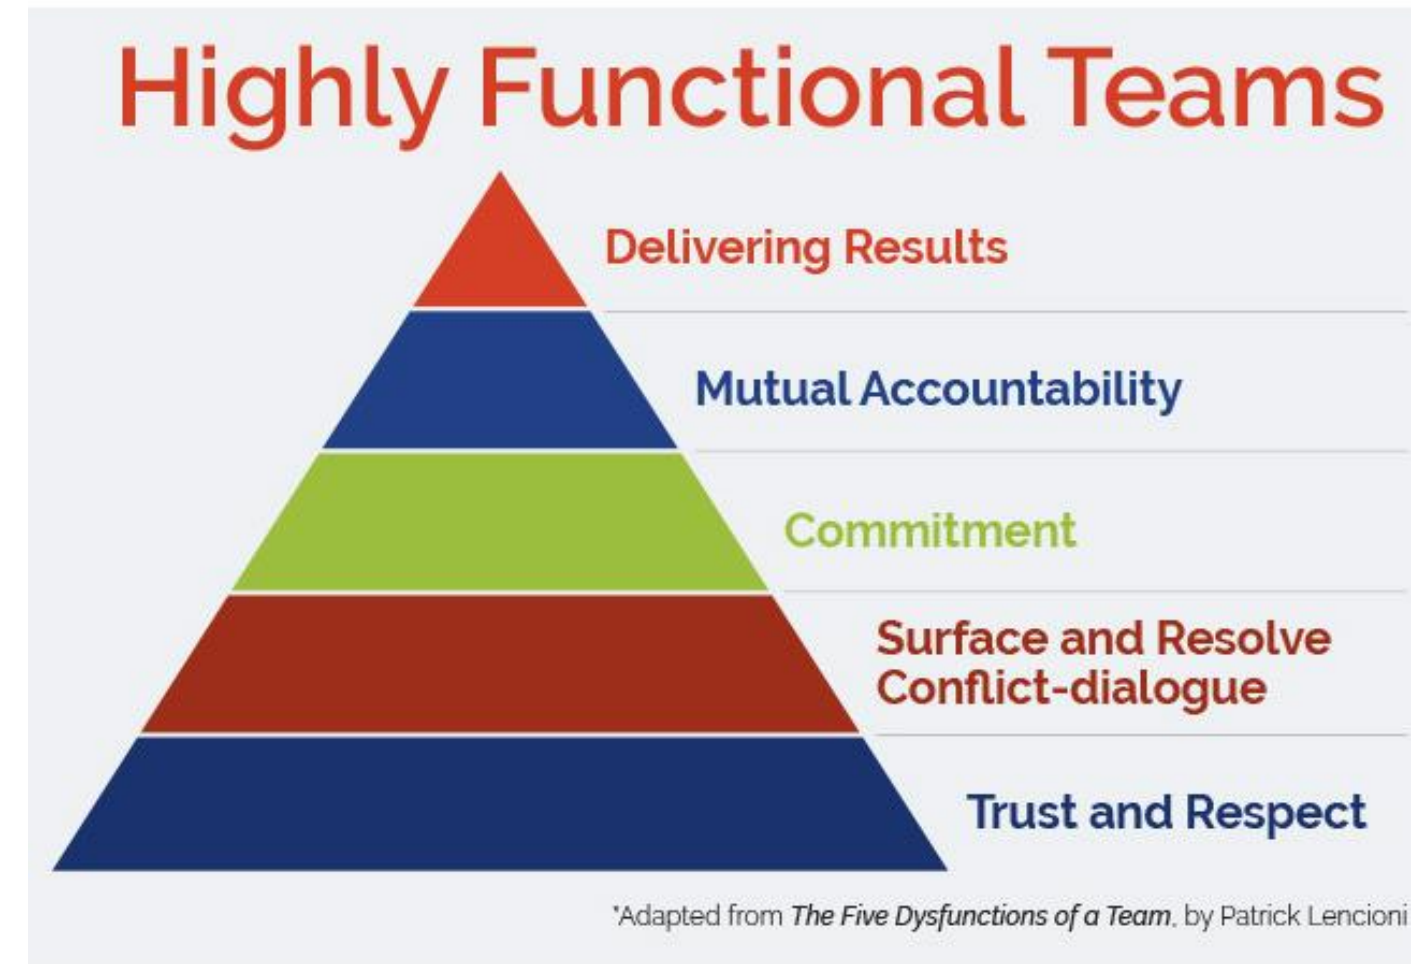 Highly Functional Teams
Delivering Results
Mutual Accountability
Commitment
Surface and Resolve
Conflict-dialogue
Trust and Respect
*Adapted from The Five Dysfunctions of a Team, by Patrick Lencioni